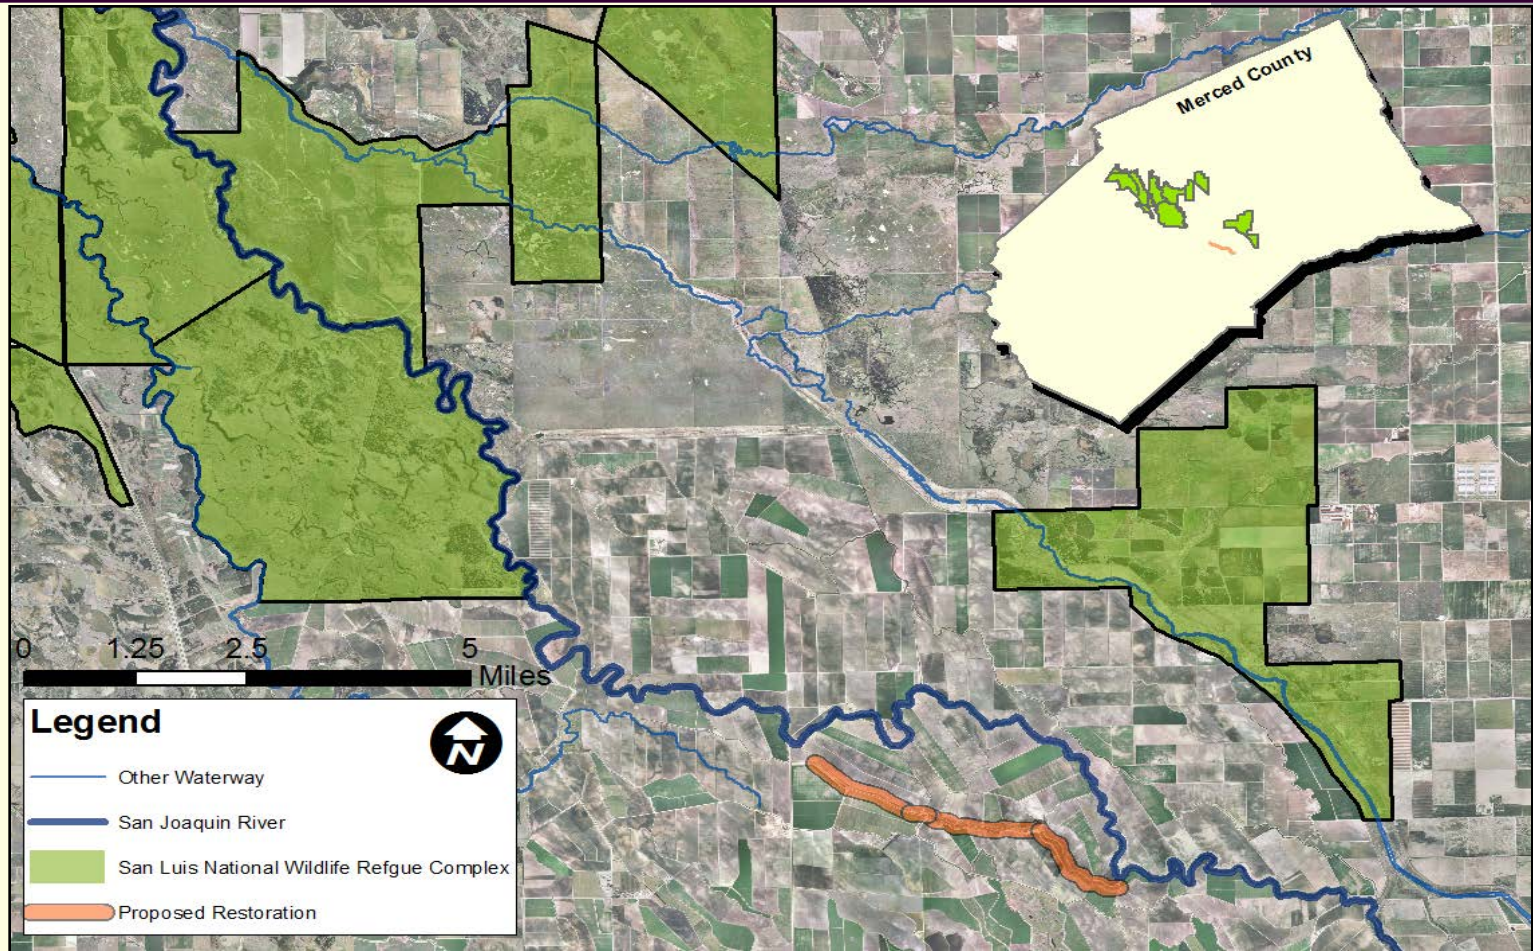 Merced County
0 1.25 2.5 5
Miles
Legend
N
Other Waterway
San Joaquin River
San Luis National Wildlife Refgue Complex
Proposed Restoration